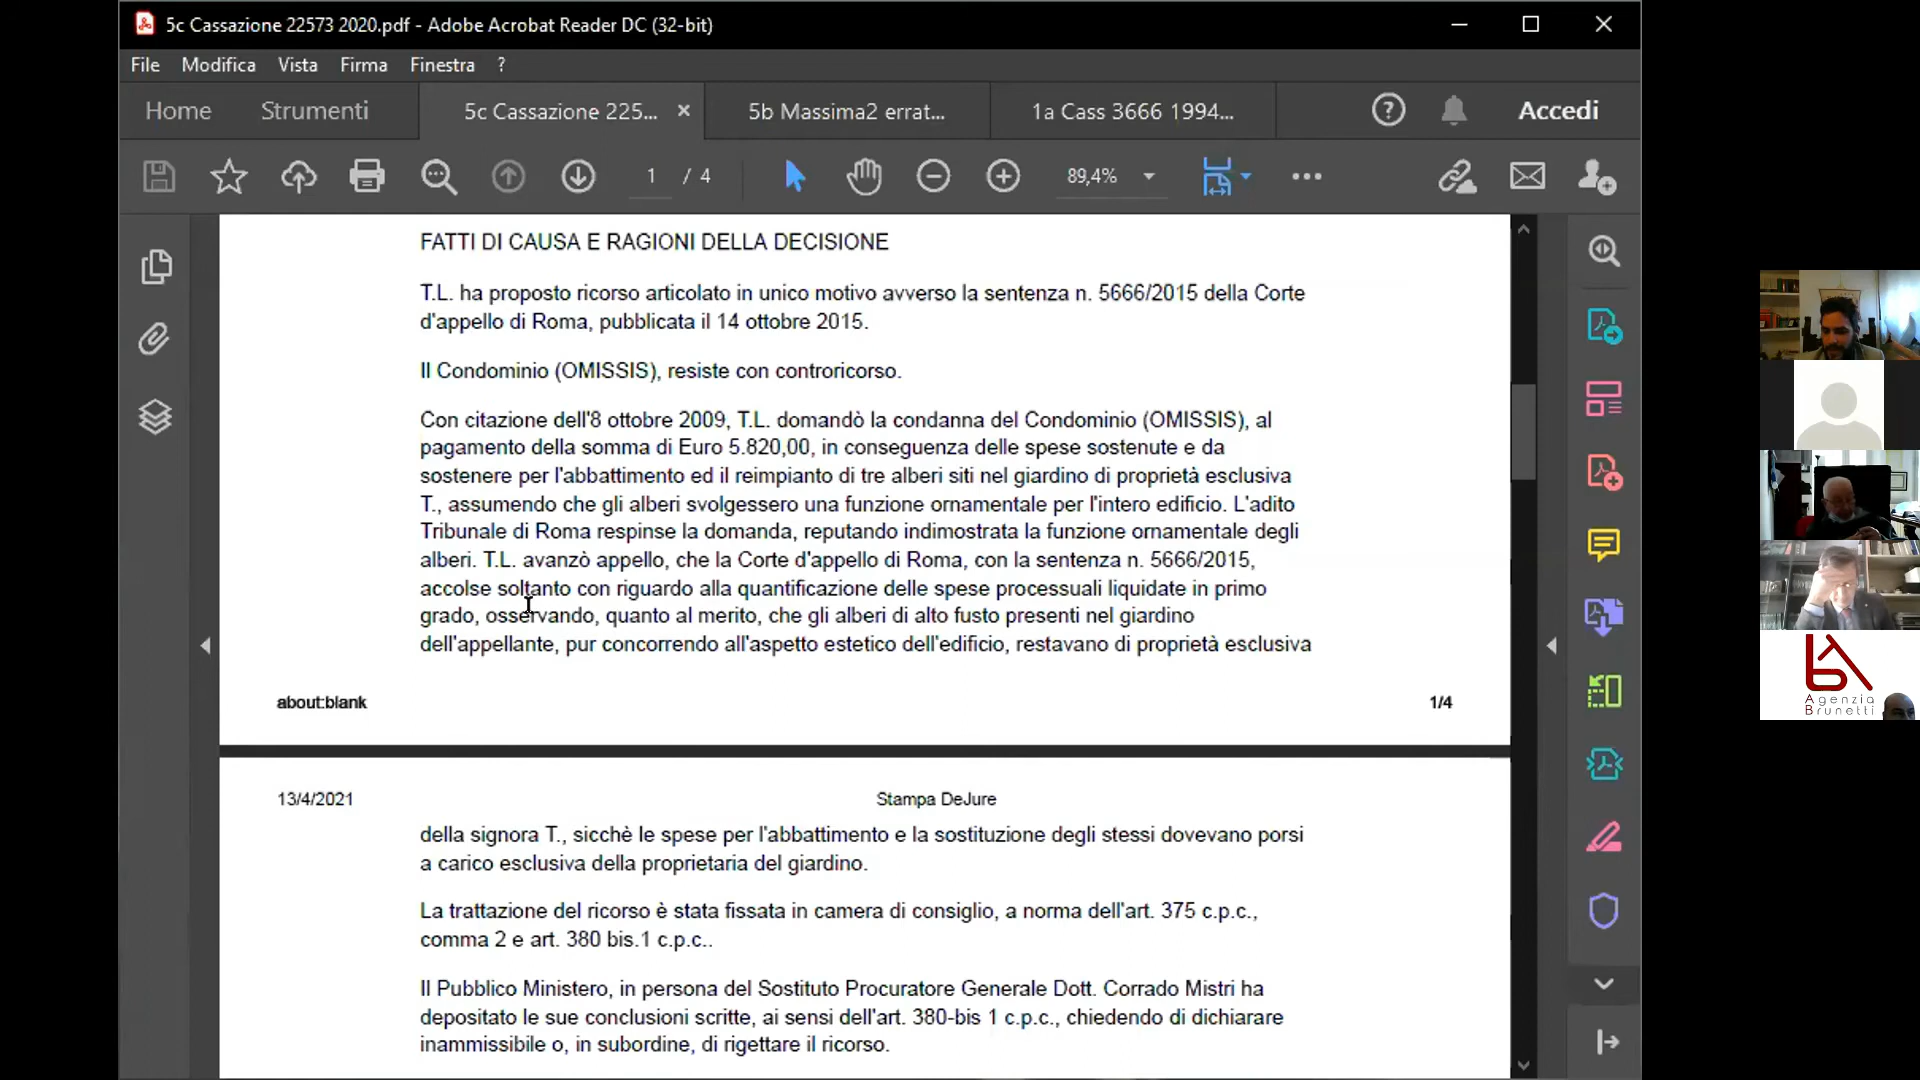 5c Cassazione 22573 2020.pdf - Adobe Acrobat Reader DC (32-bit)
File Modifica Vista Firma Finestra ?
Home Strumenti 5c Cassazione 225... 5b Massima2 errat... 1a Cass 3666 1994... Accedi
1 / 4 89,4%
FATTI DI CAUSA E RAGIONI DELLA DECISIONE
T.L. ha proposto ricorso articolato in unico motivo avverso la sentenza n. 5666/2015 della Corte
d'appello di Roma, pubblicata il 14 ottobre 2015.
Il Condominio (OMISSIS), resiste con controricorso.
Con citazione dell'8 ottobre 2009, T.L. domandò la condanna del Condominio (OMISSIS), al
pagamento della somma di Euro 5.820,00, in conseguenza delle spese sostenute e da
sostenere per l'abbattimento ed il reimpianto di tre alberi siti nel giardino di proprietà esclusiva
T., assumendo che gli alberi svolgessero una funzione ornamentale per l'intero edificio. L'adito
Tribunale di Roma respinse la domanda, reputando indimostrata la funzione ornamentale degli
alberi. T.L. avanzò appello, che la Corte d'appello di Roma, con la sentenza n. 5666/2015,
accolse soltanto con riguardo alla quantificazione delle spese processuali liquidate in primo
grado, osservando, quanto al merito, che gli alberi di alto fusto presenti nel giardino
dell'appellante, pur concorrendo all'aspetto estetico dell'edificio, restavano di proprietà esclusiva
about:blank 1/4
13/4/2021 Stampa DeJure
della signora T., sicchè le spese per l'abbattimento e la sostituzione degli stessi dovevano porsi
a carico esclusiva della proprietaria del giardino.
La trattazione del ricorso è stata fissata in camera di consiglio, a norma dell'art. 375 c.p.c.,
comma 2 e art. 380 bis.1 c.p.c..
Il Pubblico Ministero, in persona del Sostituto Procuratore Generale Dott. Corrado Mistri ha
depositato le sue conclusioni scritte, ai sensi dell'art. 380-bis 1 c.p.c., chiedendo di dichiarare
inammissibile o, in subordine, di rigettare il ricorso.
Agenzia
Brunetti